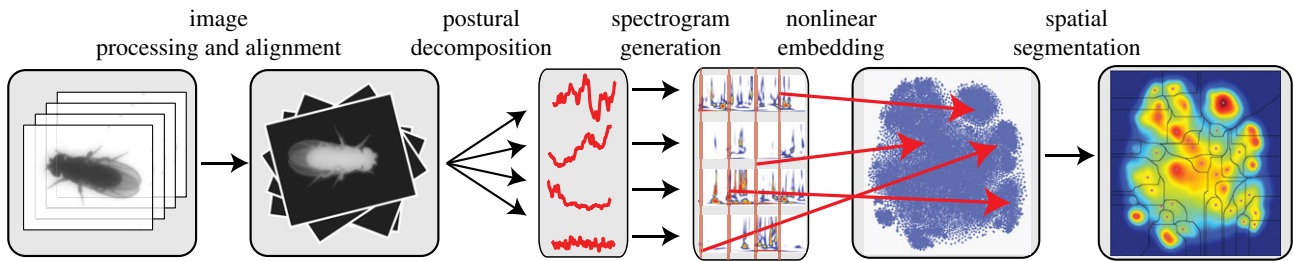 image
processing and alignment
postural
decomposition
spectrogram
generation
nonlinear
embedding
spatial
segmentation